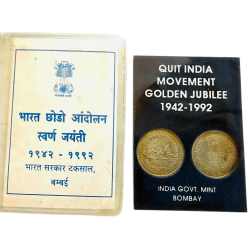 भारत छोडो आंदोलन
स्वर्ण जयंती
१९४२ - १९९२
भारत सरकार टकसाल,
बम्बई
QUIT INDIA
MOVEMENT
GOLDEN JUBILEE
1942-1992
INDIA GOVT. MINT
BOMBAY